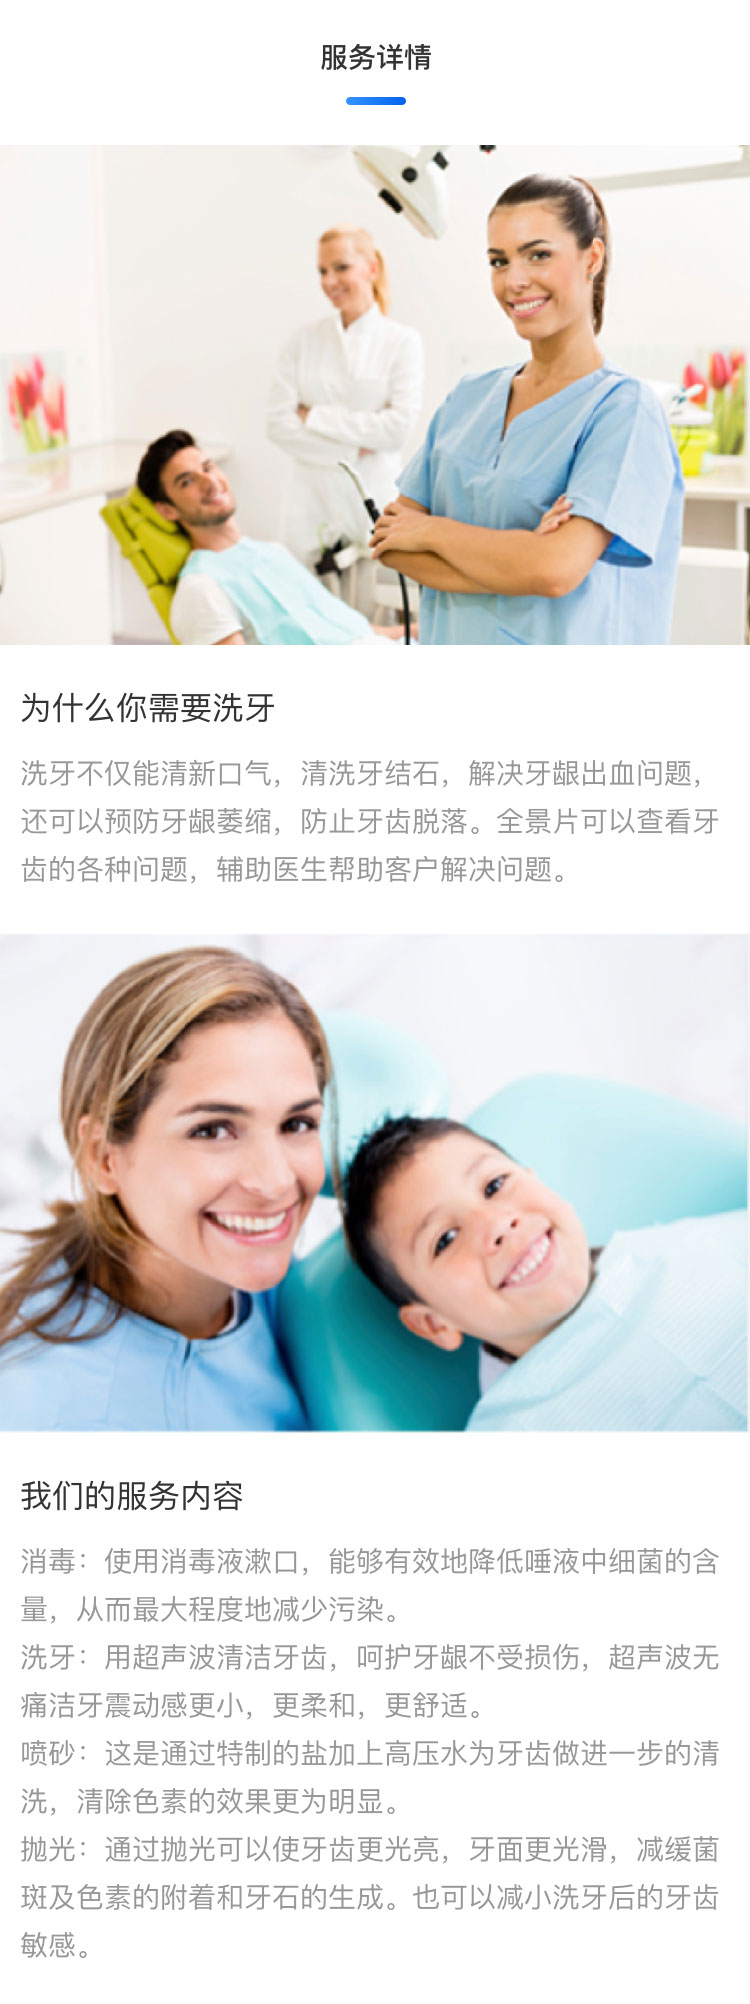 服务详情
为什么你需要洗牙
洗牙不仅能清新口气，清洗牙结石，解决牙龈出血问题，
还可以预防牙龈萎缩，防止牙齿脱落。全景片可以查看牙
齿的各种问题，辅助医生帮助客户解决问题。
我们的服务内容
消毒：使用消毒液漱口，能够有效地降低唾液中细菌的含
量，从而最大程度地减少污染。
洗牙：用超声波清洁牙齿，呵护牙龈不受损伤，超声波无
痛洁牙震动感更小，更柔和，更舒适。
喷砂：这是通过特制的盐加上高压水为牙齿做进一步的清
洗，清除色素的效果更为明显。
抛光：通过抛光可以使牙齿更光亮，牙面更光滑，减缓菌
斑及色素的附着和牙石的生成。也可以减小洗牙后的牙齿
敏感。